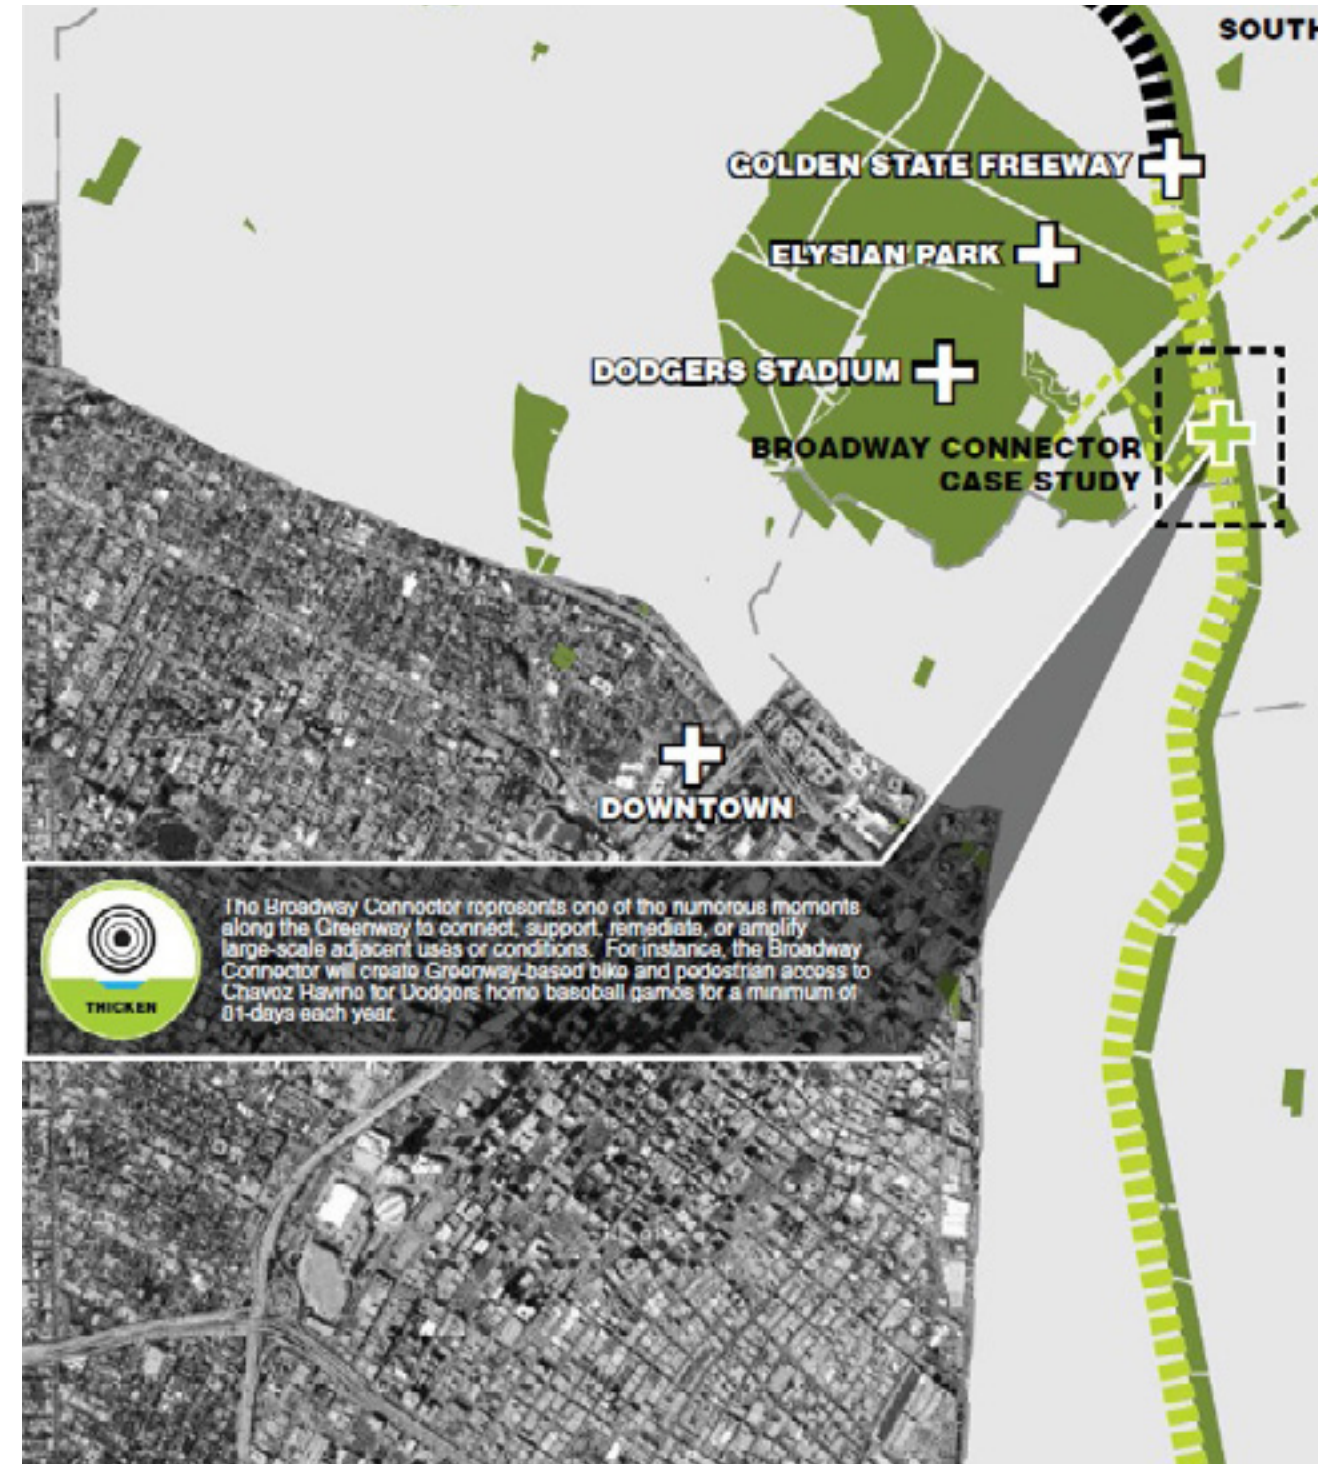 SOUTH
GOLDEN STATE FREEWAY
ELYSIAN PARK
DODGERS STADIUM
BROADWAY CONNECTOR
CASE STUDY
DOWNTOWN
THICKEN
The Broadway Connector represents one of the numerous moments
along the Greenway to connect, support, remediate, or amplify
large-scale adjacent uses or conditions. For instance, the Broadway
Connector will create Greenway-based bike and pedestrian access to
Chavez Ravine for Dodgers home baseball games for a minimum of
81-days each year.